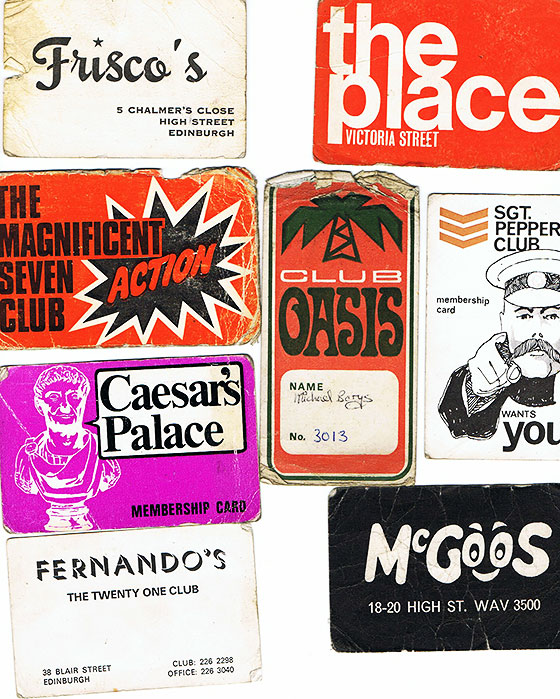 Frisco's
5 CHALMER'S CLOSE
HIGH STREET
EDINBURGH
the
place
VICTORIA STREET
THE
MAGNIFICENT
SEVEN
CLUB
ACTION
CLUB
OASIS
NAME
Michael Borys
No. 3013
SGT.
PEPPER
CLUB
membership
card
WANTS
you
Caesar's
Palace
MEMBERSHIP CARD
FERNANDO'S
THE TWENTY ONE CLUB
38 BLAIR STREET
EDINBURGH
CLUB: 226 2298
OFFICE: 226 3040
McGOOS
18-20 HIGH ST. WAV 3500